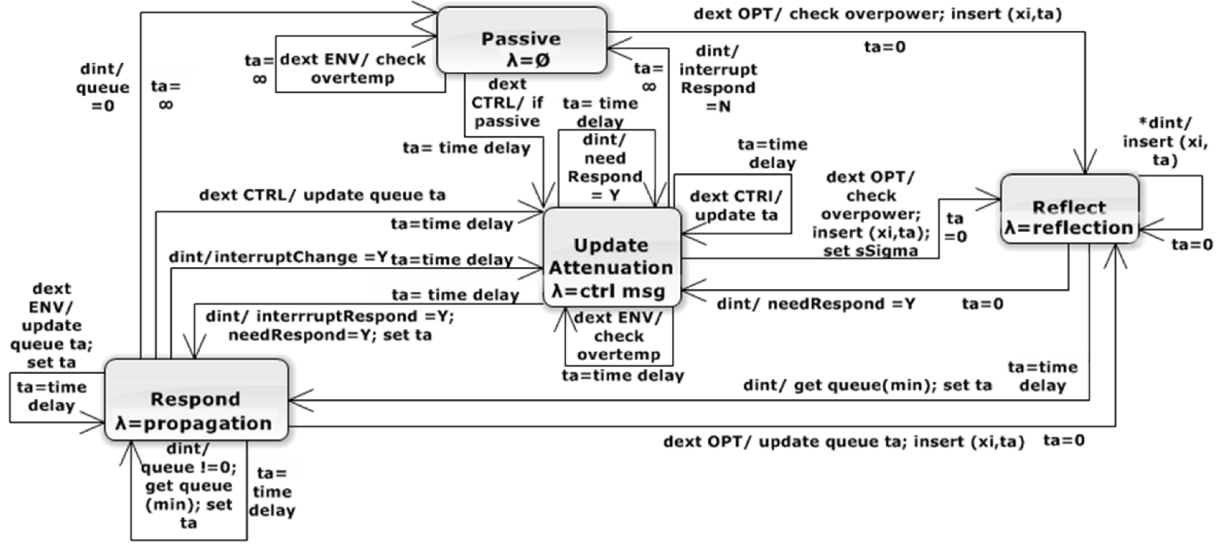 dext OPT/ check overpower; insert (xi,ta)
ta=0
Passive
λ=Ø
dint/
queue
=0
ta=
∞
ta=
∞
dext ENV/ check
overtemp
dext
CTRL/ if
passive
ta= time delay
ta=
∞
dint/
interrupt
Respond
=N
ta= time
delay
dint/
need
Respond
= Y
ta=time
delay
dext CTRl/
update ta
*dint/
insert (xi,
ta)
ta=0
dext OPT/
check
overpower;
insert (xi,ta);
set sSigma
ta
=0
Reflect
λ=reflection
dext CTRL/ update queue ta
ta=time delay
Update
Attenuation
λ=ctrl msg
dint/interruptChange =Y
ta=time delay
ta= time delay
dint/ interrruptRespond =Y;
needRespond=Y; set ta
dint/ needRespond =Y
ta=0
dext ENV/
check
overtemp
ta=time delay
dext
ENV/
update
queue ta;
set ta
ta=time
delay
Respond
λ=propagation
dint/ get queue(min); set ta
ta=time
delay
dext OPT/ update queue ta; insert (xi,ta)
ta=0
dint/
queue !=0;
get queue
(min); set
ta
ta=
time
delay